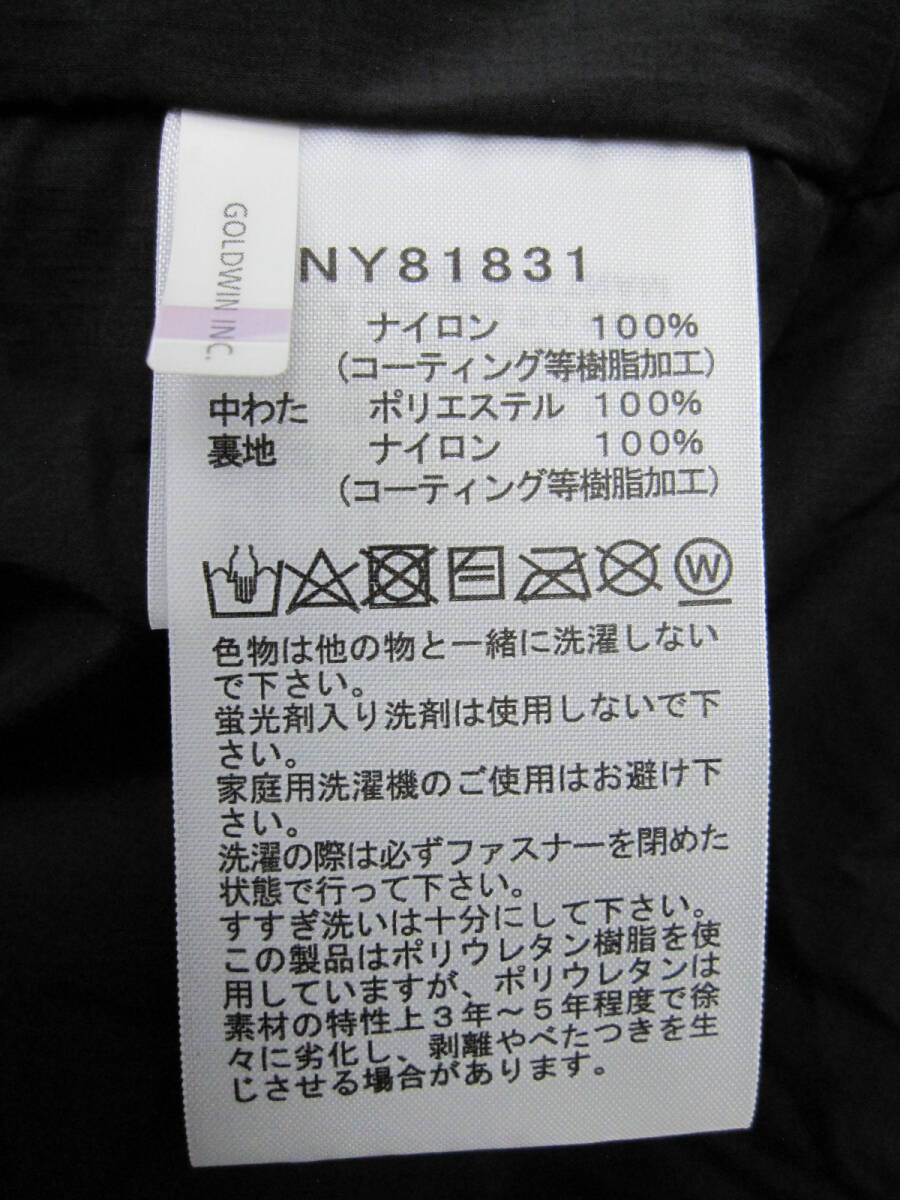 GOLDWIN INC.
NY81831
ナイロン 100%
(コーティング等樹脂加工)
中わた ポリエステル 100%
裏地 ナイロン 100%
(コーティング等樹脂加工)
W
色物は他の物と一緒に洗濯しない
で下さい。
蛍光剤入り洗剤は使用しないで下
さい。
家庭用洗濯機のご使用はお避け下
さい。
洗濯の際は必ずファスナーを閉めた
状態で行って下さい。
すすぎ洗いは十分にして下さい。
この製品はポリウレタン樹脂を使
用していますが、ポリウレタンは
素材の特性上3年~5年程度で徐
々に劣化し、剥離やべたつきを生
じさせる場合があります。